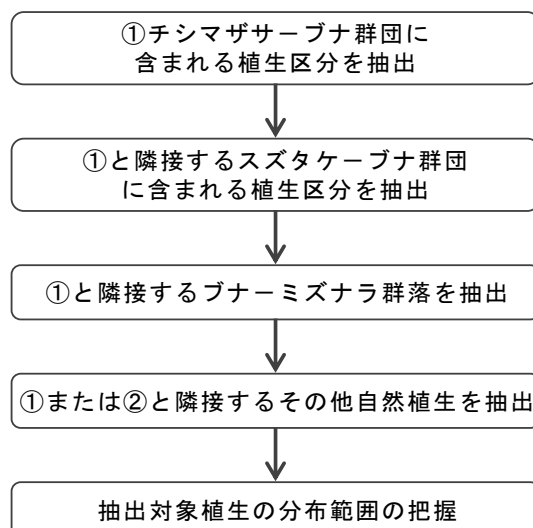 ①チシマザサーブナ群団に
含まれる植生区分を抽出
①と隣接するスズタケーブナ群団
に含まれる植生区分を抽出
①と隣接するブナーミズナラ群落を抽出
①または②と隣接するその他自然植生を抽出
抽出対象植生の分布範囲の把握